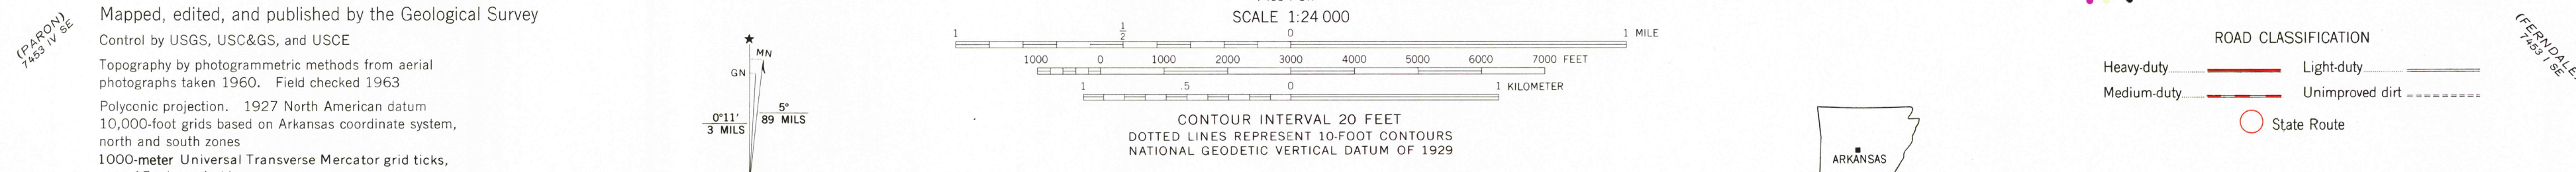 (PARON)
7453 IV SE
Mapped, edited, and published by the Geological Survey
Control by USGS, USC&GS, and USCE
Topography by photogrammetric methods from aerial
photographs taken 1960. Field checked 1963
Polyconic projection. 1927 North American datum
10,000-foot grids based on Arkansas coordinate system,
north and south zones
1000-meter Universal Transverse Mercator grid ticks,
★
MN
GN
0°11′
3 MILS
5°
89 MILS
SCALE 1:24 000
1 1/2 0 1 MILE
1000 0 1000 2000 3000 4000 5000 6000 7000 FEET
1 .5 0 1 KILOMETER
CONTOUR INTERVAL 20 FEET
DOTTED LINES REPRESENT 10-FOOT CONTOURS
NATIONAL GEODETIC VERTICAL DATUM OF 1929
ARKANSAS
ROAD CLASSIFICATION
Heavy-duty
Light-duty
Medium-duty
Unimproved dirt
State Route
(FERNDALE)
7453 I SE